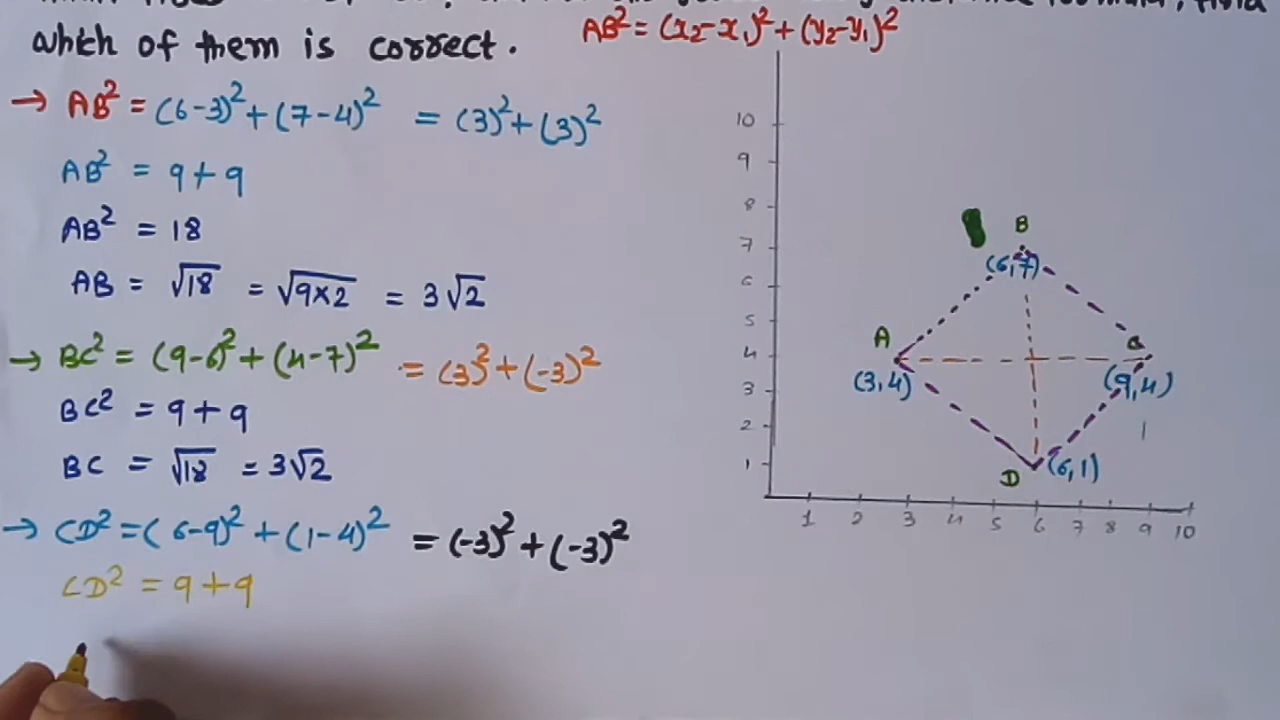 which of them is correct. AB² = (x₂-x₁)² + (y₂-y₁)²
→ AB² = (6-3)² + (7-4)² = (3)² + (3)²
AB² = 9+9
AB² = 18
AB = √18 = √9×2 = 3√2
→ BC² = (9-6)² + (4-7)² = (3)² + (-3)²
BC² = 9+9
BC = √18 = 3√2
→ CD² = (6-9)² + (1-4)² = (-3)² + (-3)²
CD² = 9+9
10
9
8
7
6
5
4
3
2
1
B
(6,7)
A
(3,4)
C
(9,4)
D (6,1)
1 2 3 4 5 6 7 8 9 10